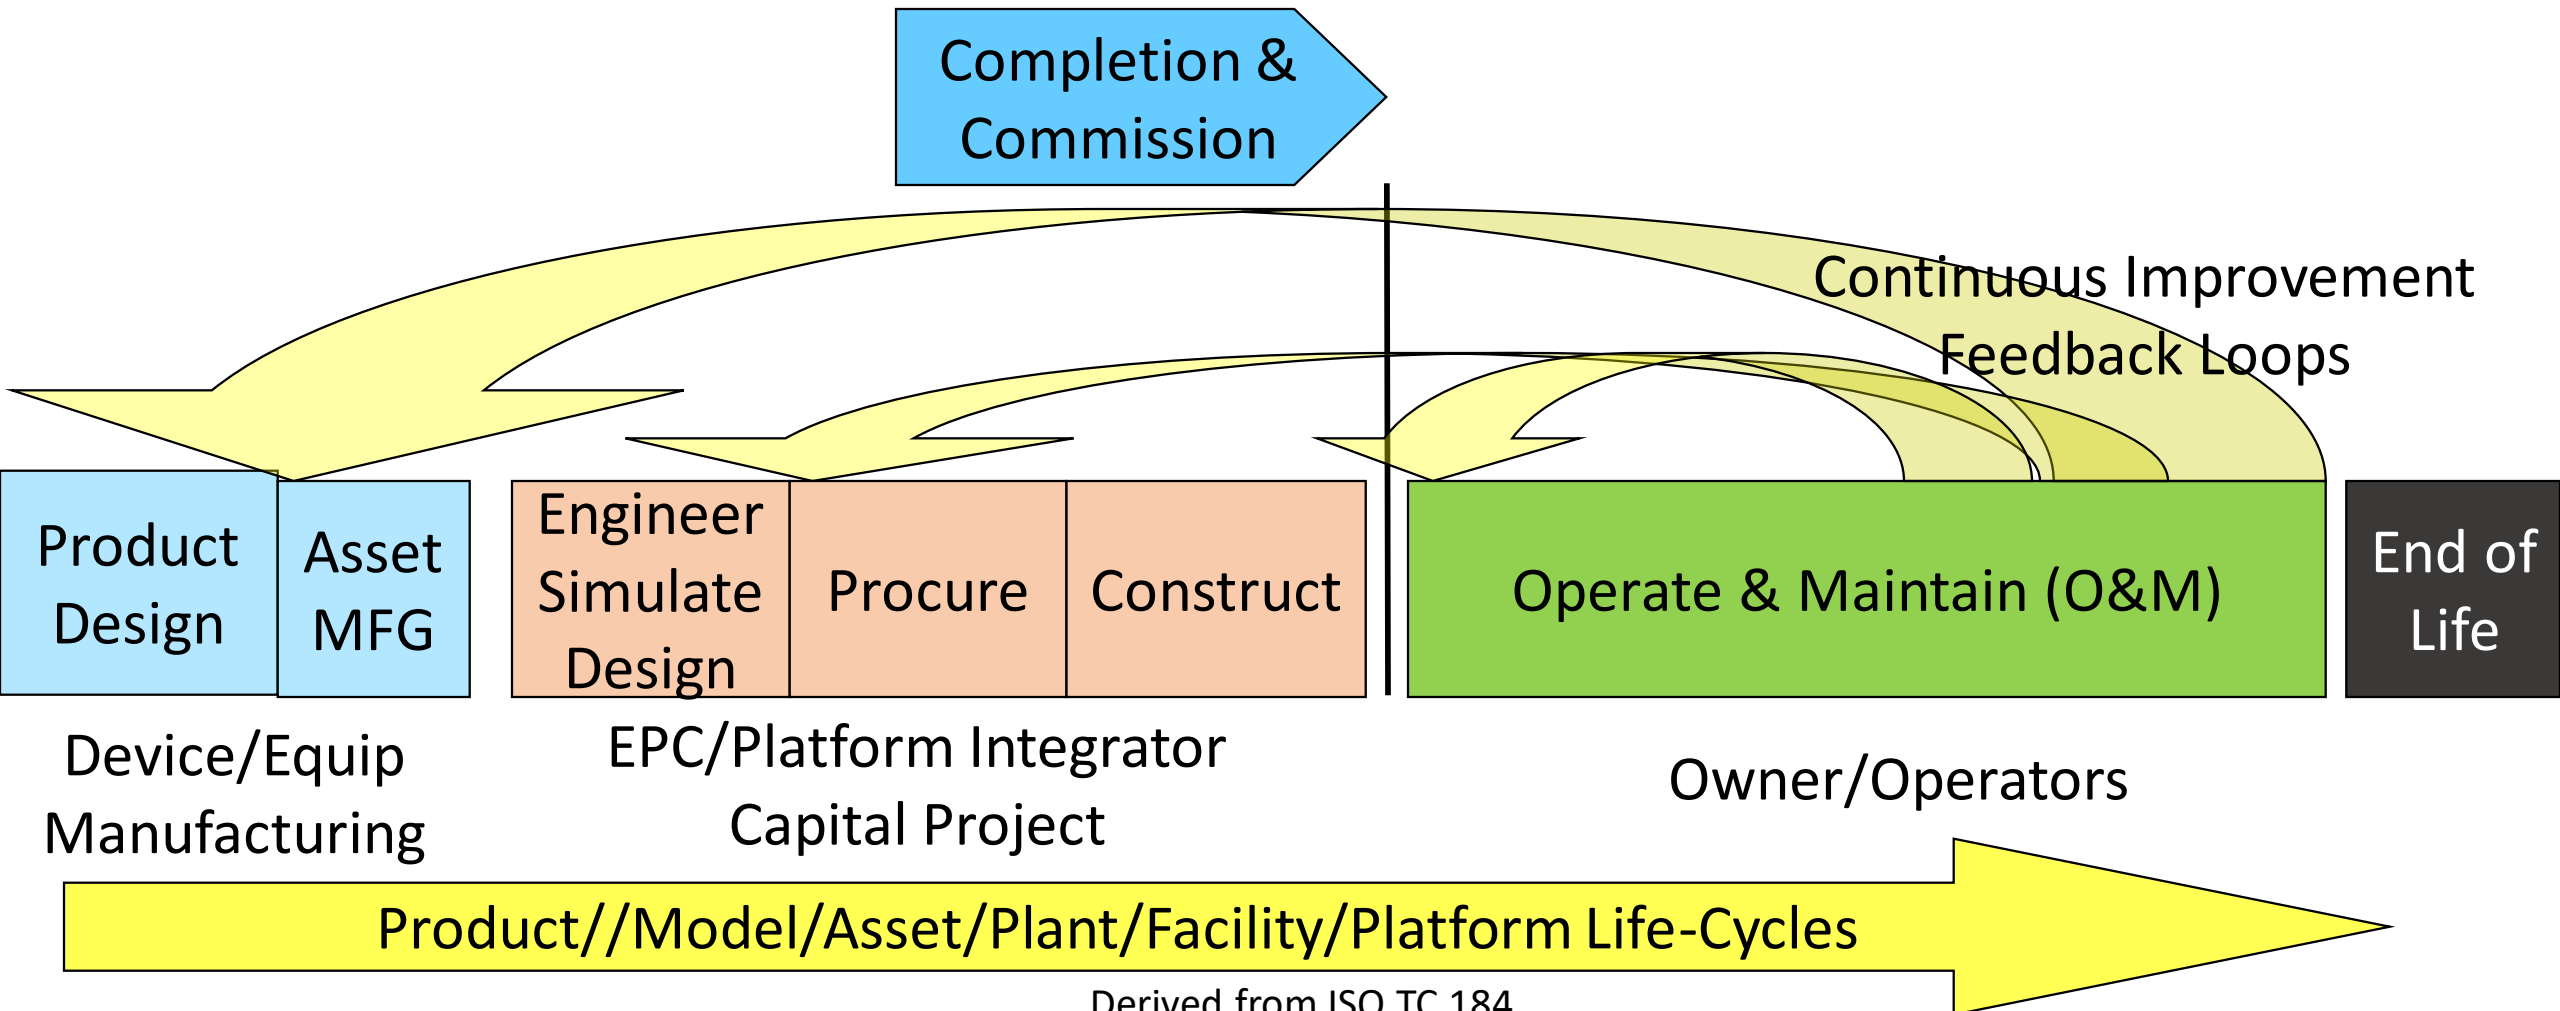 Completion &
Commission
Continuous Improvement
Feedback Loops
Product
Design
Asset
MFG
Engineer
Simulate
Design
Procure
Construct
Operate & Maintain (O&M)
End of
Life
Device/Equip
Manufacturing
EPC/Platform Integrator
Capital Project
Owner/Operators
Product//Model/Asset/Plant/Facility/Platform Life-Cycles
Derived from ISO TC 184